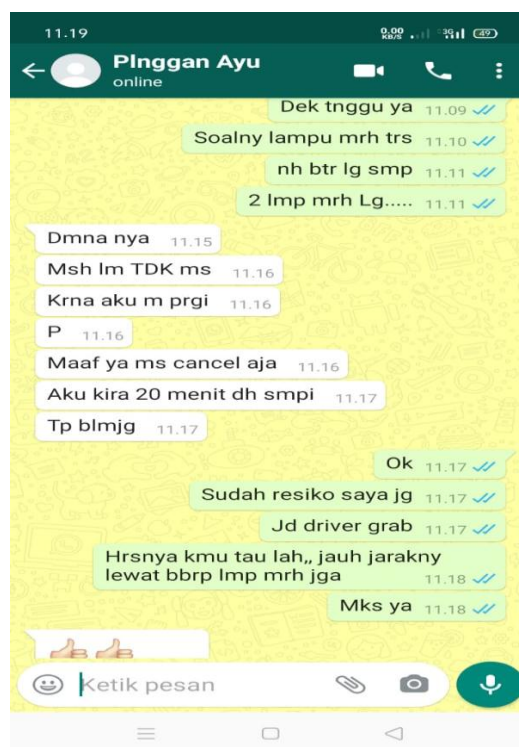 11.19
0.00 KB/S 3G 49
PInggan Ayu
online
Dek tnggu ya 11.09
Soalny lampu mrh trs 11.10
nh btr lg smp 11.11
2 lmp mrh Lg..... 11.11
Dmna nya 11.15
Msh lm TDK ms 11.16
Krna aku m prgi 11.16
P 11.16
Maaf ya ms cancel aja 11.16
Aku kira 20 menit dh smpi 11.17
Tp blmjg 11.17
Ok 11.17
Sudah resiko saya jg 11.17
Jd driver grab 11.17
Hrsnya kmu tau lah,, jauh jarakny
lewat bbrp lmp mrh jga 11.18
Mks ya 11.18
Ketik pesan